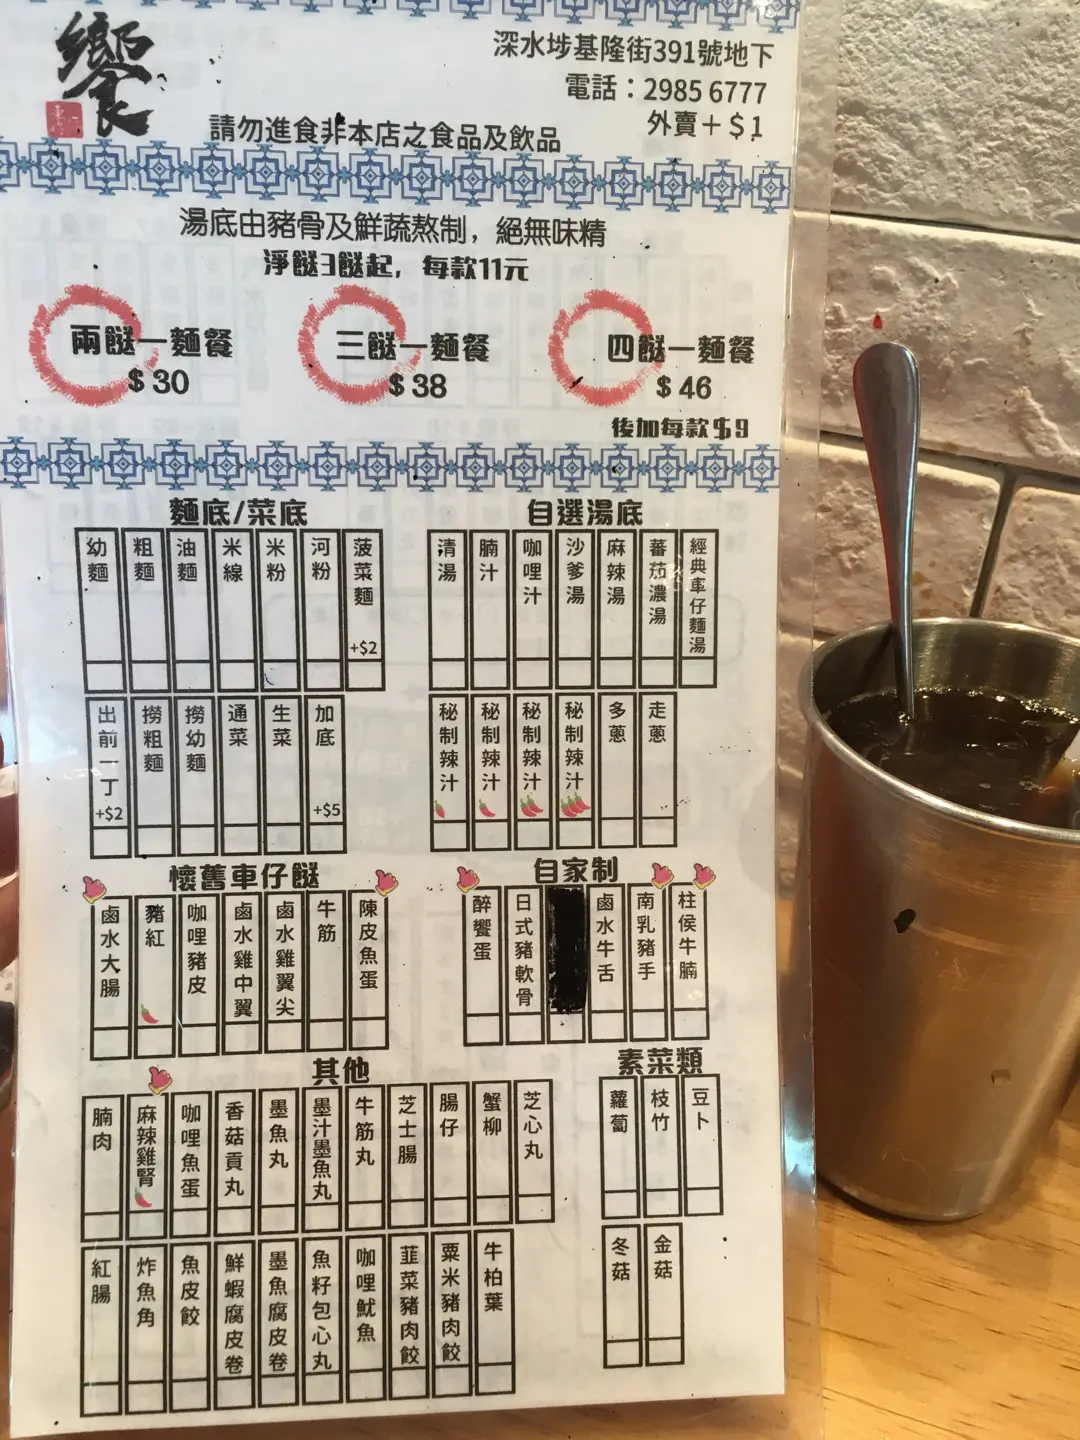 饗
深水埗基隆街391號地下
電話：2985 6777
外賣＋＄1
請勿進食非本店之食品及飲品
湯底由豬骨及鮮蔬熬制，絕無味精
淨餸3餸起，每款11元
兩餸一麵餐
$ 30
三餸一麵餐
$ 38
四餸一麵餐
$ 46
後加每款$9
麵底/菜底
幼麵
粗麵
油麵
米線
米粉
河粉
菠菜麵 +$2
出前一丁 +$2
撈粗麵
撈幼麵
通菜
生菜
加底 +$5
自選湯底
清湯
腩汁
咖哩汁
沙爹湯
麻辣湯
蕃茄濃湯
經典車仔麵湯
秘制辣汁
秘制辣汁
秘制辣汁
秘制辣汁
多蔥
走蔥
懷舊車仔餸
鹵水大腸
豬紅
咖哩豬皮
鹵水雞中翼
鹵水雞翼尖
牛筋
陳皮魚蛋
自家制
醉饗蛋
日式豬軟骨
鹵水牛舌
南乳豬手
柱侯牛腩
其他
腩肉
麻辣雞腎
咖哩魚蛋
香菇貢丸
墨魚丸
墨汁墨魚丸
牛筋丸
芝士腸
腸仔
蟹柳
芝心丸
紅腸
炸魚角
魚皮餃
鮮蝦腐皮卷
墨魚腐皮卷
魚籽包心丸
咖哩魷魚
韮菜豬肉餃
粟米豬肉餃
牛柏葉
素菜類
蘿蔔
枝竹
豆卜
冬菇
金菇